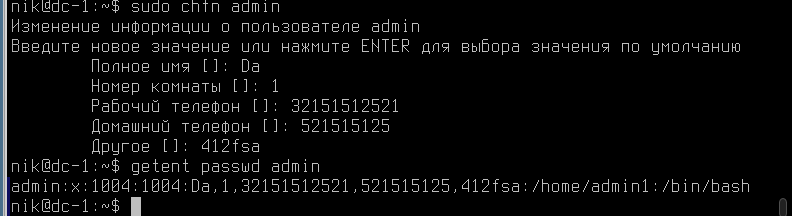 nik@dc-1:~$ sudo chfn admin
Изменение информации о пользователе admin
Введите новое значение или нажмите ENTER для выбора значения по умолчанию
Полное имя []: Da
Номер комнаты []: 1
Рабочий телефон []: 32151512521
Домашний телефон []: 521515125
Другое []: 412fsa
nik@dc-1:~$ getent passwd admin
admin:x:1004:1004:Da,1,32151512521,521515125,412fsa:/home/admin1:/bin/bash
nik@dc-1:~$